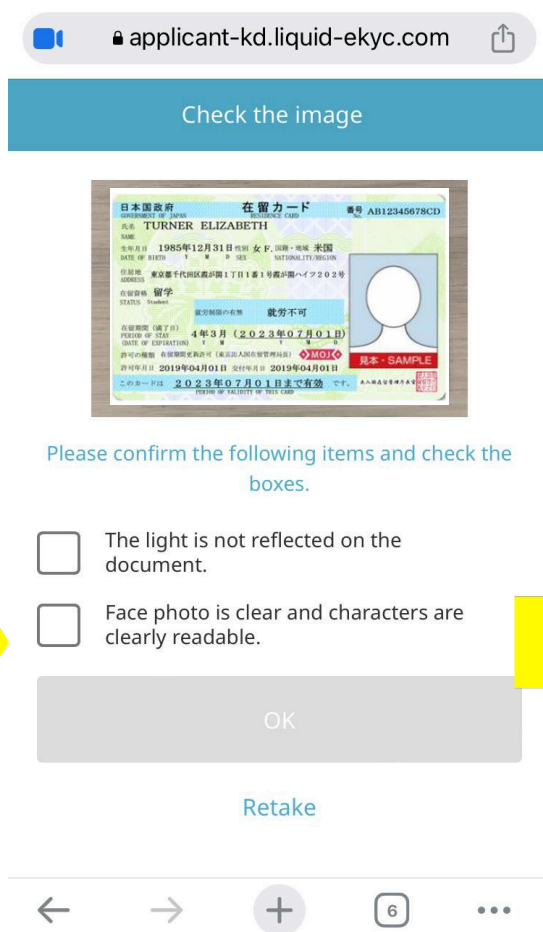 applicant-kd.liquid-ekyc.com
Check the image
日本国政府 在留カード 番号 AB12345678CD
GOVERNMENT OF JAPAN RESIDENCE CARD No.
氏名 TURNER ELIZABETH
NAME
生年月日 1985年12月31日 性別 女 F. 国籍・地域 米国
DATE OF BIRTH Y M D SEX NATIONALITY/REGION
住居地 東京都千代田区霞が関1丁目1番1号霞が関ハイツ202号
ADDRESS
在留資格 留学
STATUS Student
就労制限の有無 就労不可
在留期間(満了日) 4年3月(2023年07月01日)
PERIOD OF STAY
(DATE OF EXPIRATION) Y M Y M D
許可の種類 在留期間更新許可(東京出入国在留管理局長) MOJ
見本・SAMPLE
許可年月日 2019年04月01日 交付年月日 2019年04月01日
このカードは 2023年07月01日まで有効 です。
PERIOD OF VALIDITY OF THIS CARD
出入国在留管理庁長官
Please confirm the following items and check the
boxes.
The light is not reflected on the
document.
Face photo is clear and characters are
clearly readable.
OK
Retake
6